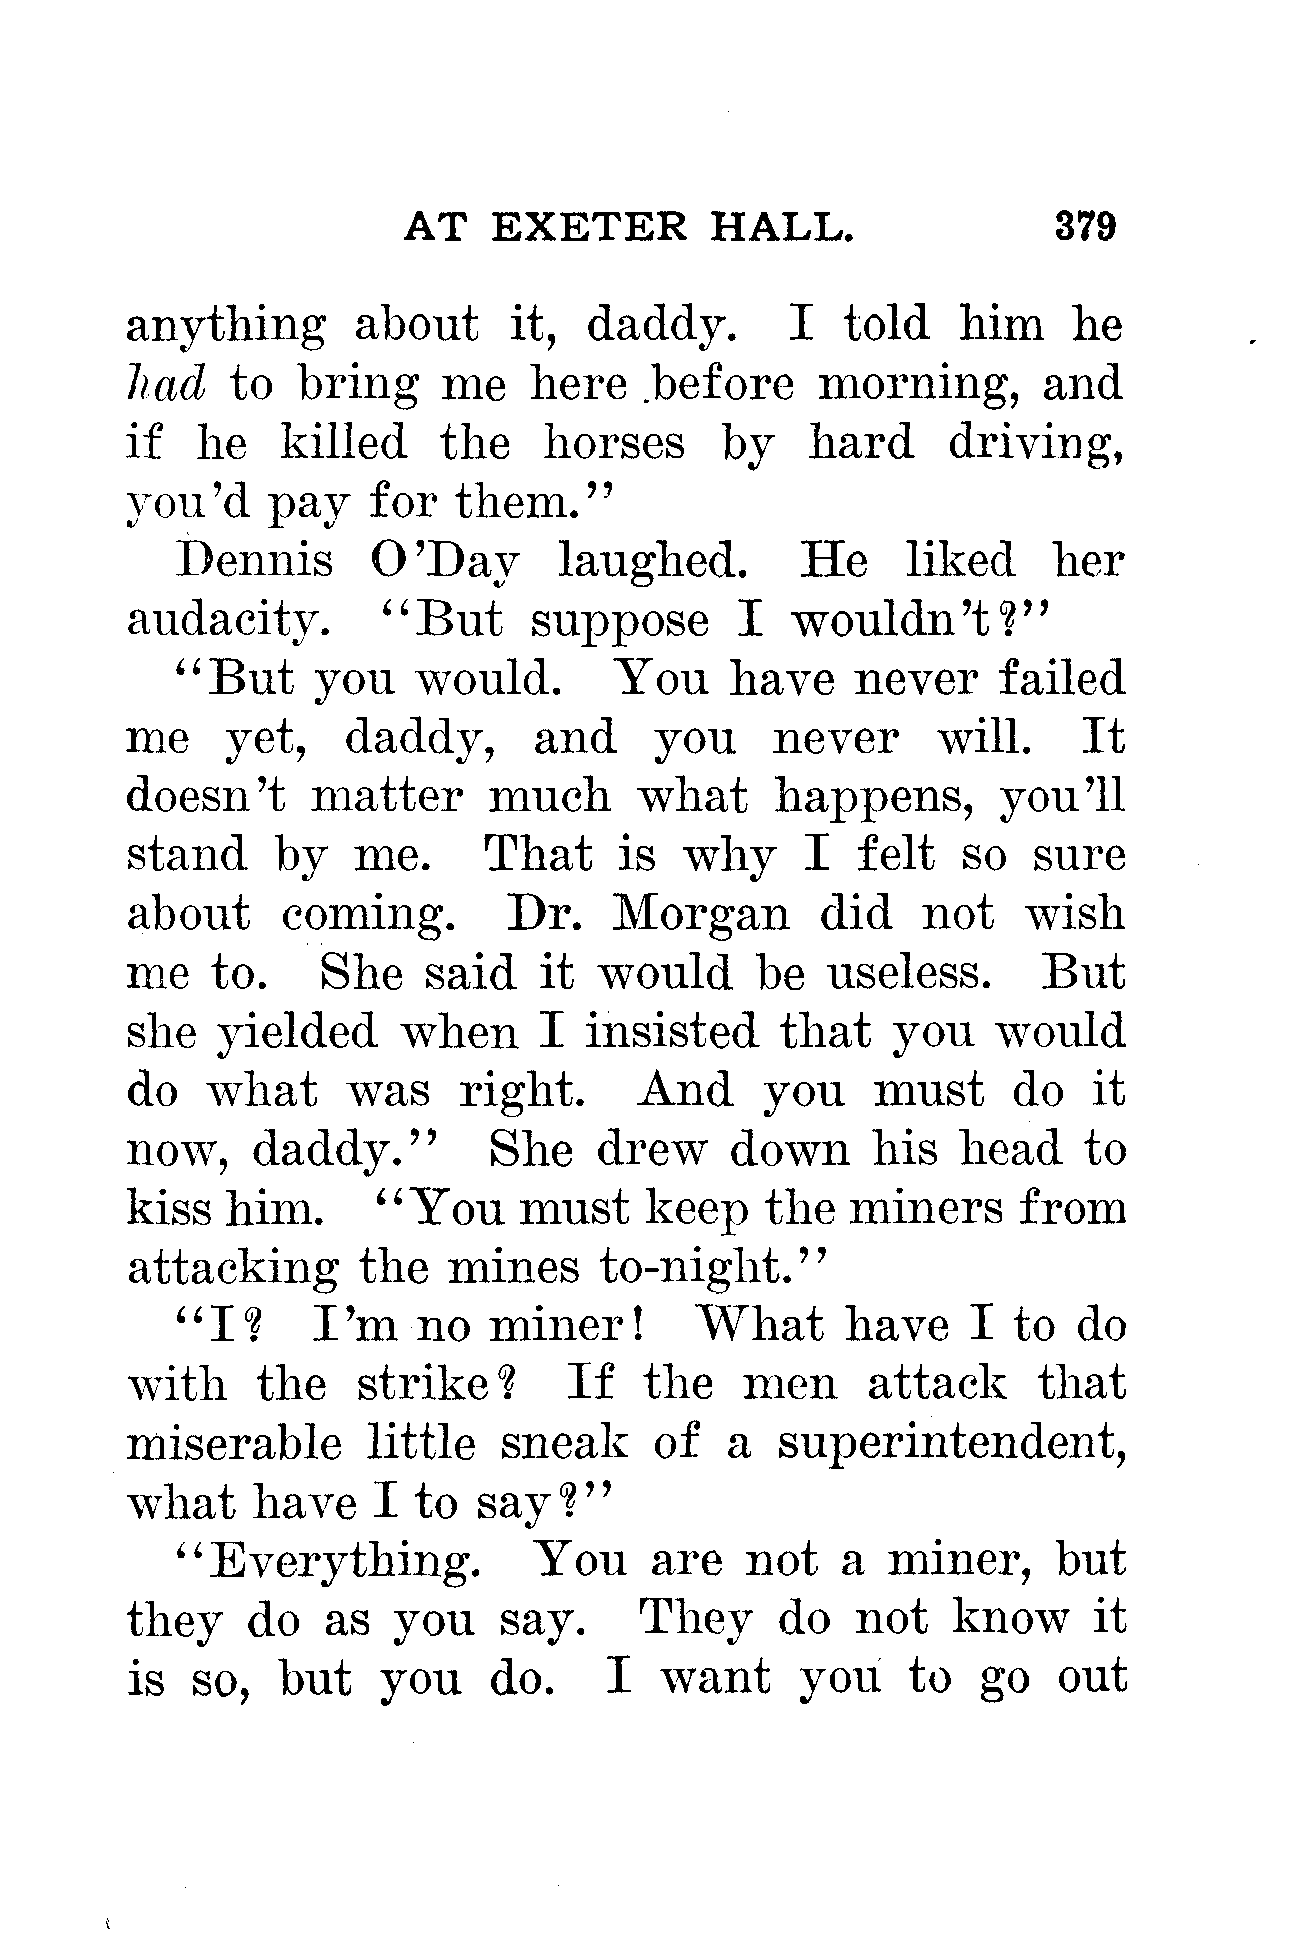 AT EXETER HALL. 379
anything about it, daddy. I told him he
had to bring me here before morning, and
if he killed the horses by hard driving,
you'd pay for them."
Dennis O'Day laughed. He liked her
audacity. "But suppose I wouldn't?"
"But you would. You have never failed
me yet, daddy, and you never will. It
doesn't matter much what happens, you'll
stand by me. That is why I felt so sure
about coming. Dr. Morgan did not wish
me to. She said it would be useless. But
she yielded when I insisted that you would
do what was right. And you must do it
now, daddy." She drew down his head to
kiss him. "You must keep the miners from
attacking the mines to-night."
"I? I'm no miner! What have I to do
with the strike? If the men attack that
miserable little sneak of a superintendent,
what have I to say?"
"Everything. You are not a miner, but
they do as you say. They do not know it
is so, but you do. I want you to go out